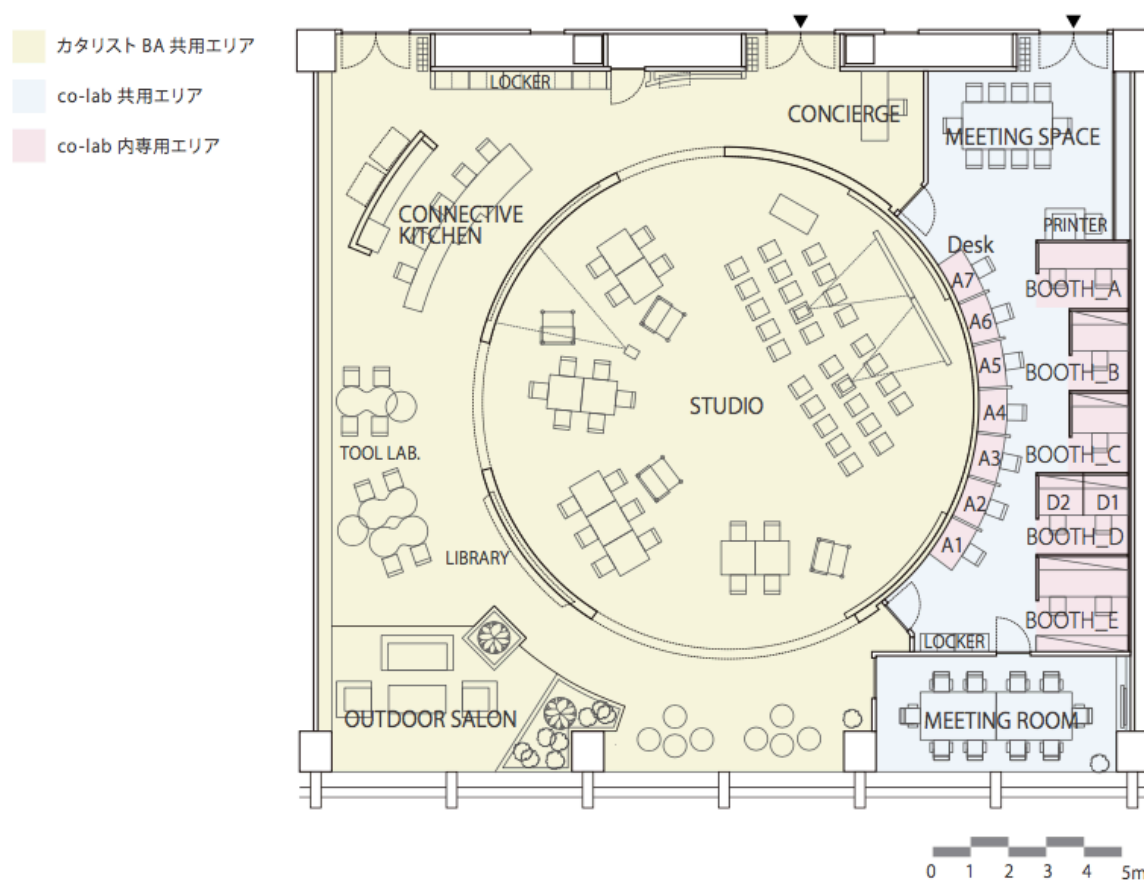 カタリスト BA 共用エリア
co-lab 共用エリア
co-lab 内専用エリア
LOCKER
CONCIERGE
MEETING SPACE
CONNECTIVE
KITCHEN
PRINTER
Desk
A7
BOOTH_A
A6
A5
BOOTH_B
STUDIO
A4
TOOL LAB.
A3
BOOTH_C
A2
D2
D1
BOOTH_D
A1
LIBRARY
BOOTH_E
LOCKER
OUTDOOR SALON
MEETING ROOM
0 1 2 3 4 5m